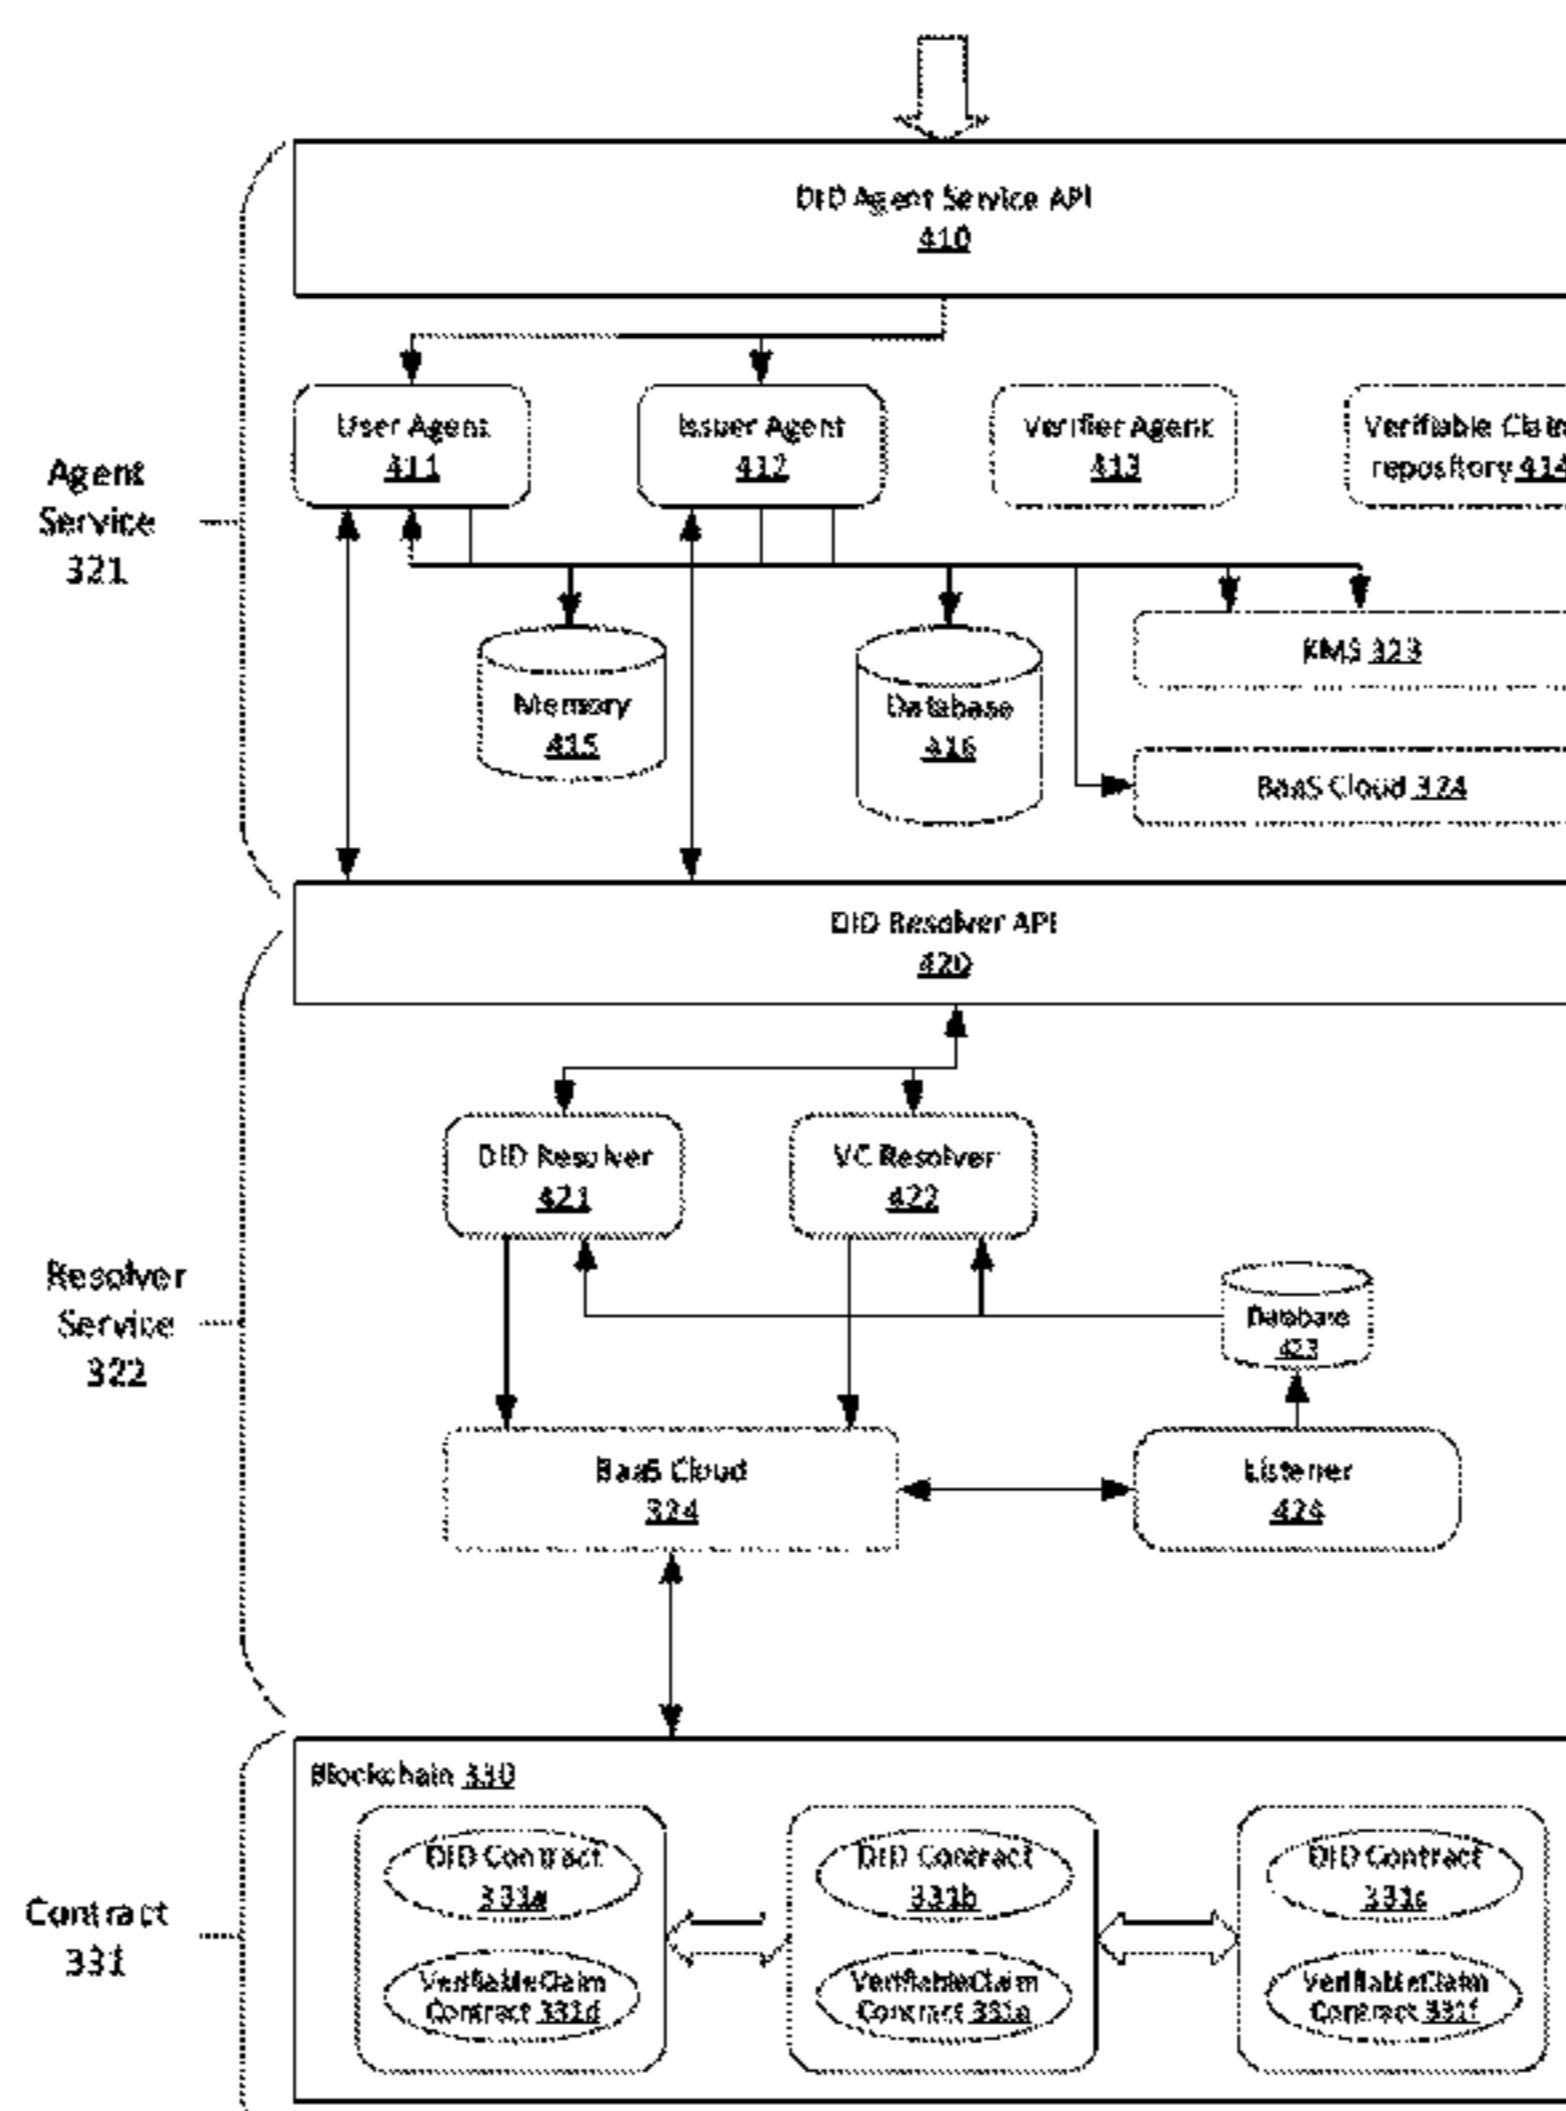 DID Agent Service API
410
User Agent
411
Issuer Agent
412
Verifier Agent
413
Verifiable Claim
repository 414
Agent
Service
321
Memory
415
Database
416
KMS 323
BaaS Cloud 324
DID Resolver API
420
DID Resolver
421
VC Resolver
422
Resolver
Service
322
Database
423
BaaS Cloud
324
Listener
424
Blockchain 330
DID Contract
331a
DID Contract
331b
DID Contract
331c
Contract
331
VerifiableClaim
Contract 331d
VerifiableClaim
Contract 331e
VerifiableClaim
Contract 331f